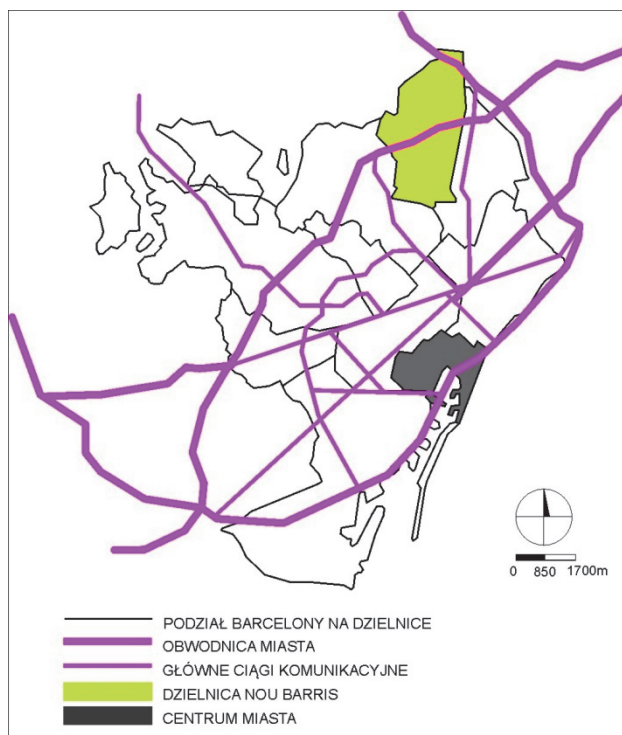 0 850 1700m
PODZIAŁ BARCELONY NA DZIELNICE
OBWODNICA MIASTA
GŁÓWNE CIĄGI KOMUNIKACYJNE
DZIELNICA NOU BARRIS
CENTRUM MIASTA